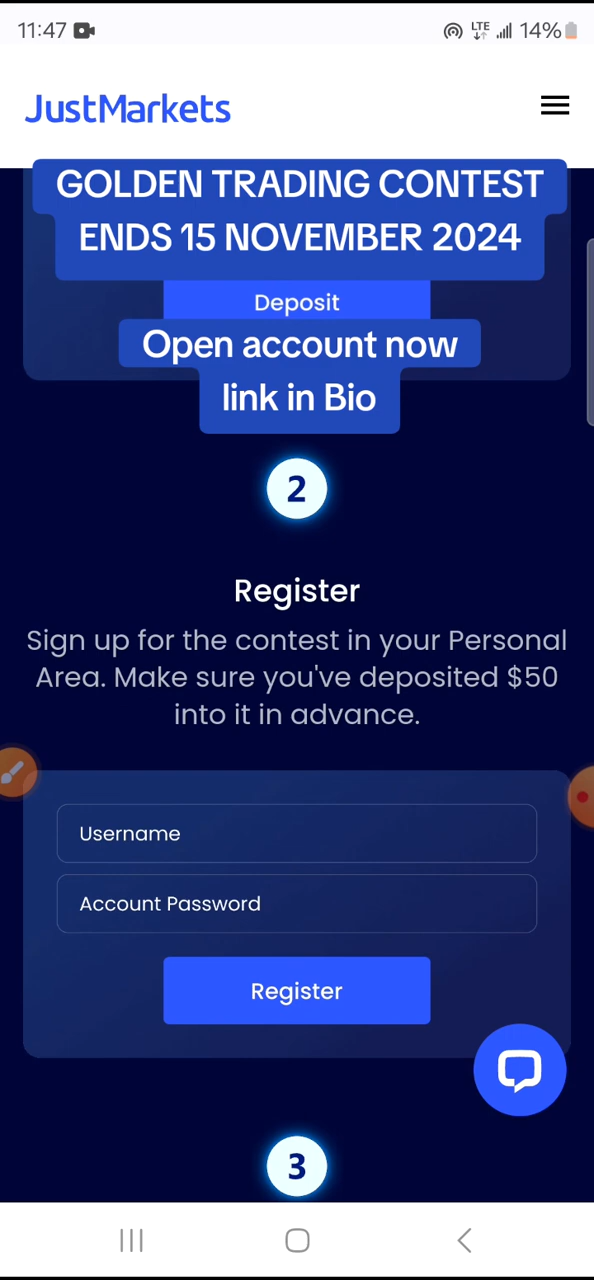 11:47
LTE
14%
JustMarkets
GOLDEN TRADING CONTEST
ENDS 15 NOVEMBER 2024
Deposit
Open account now
link in Bio
2
Register
Sign up for the contest in your Personal
Area. Make sure you've deposited $50
into it in advance.
Username
Account Password
Register
3